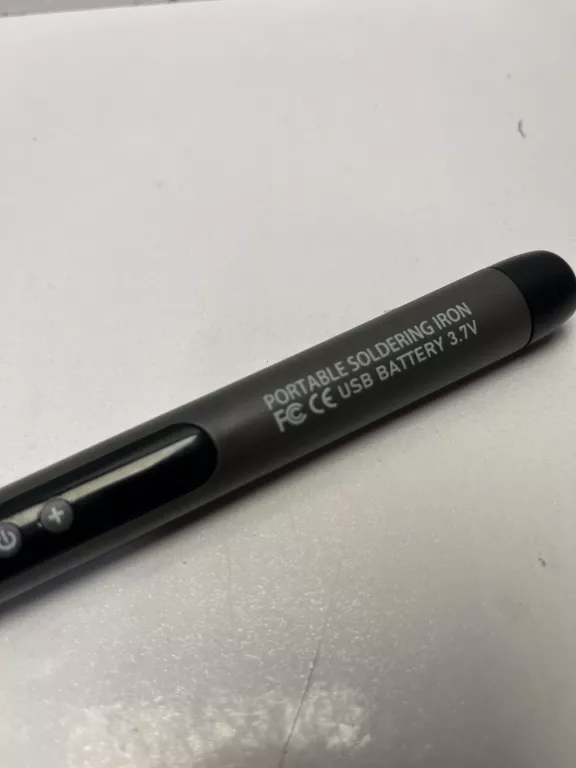 PORTABLE SOLDERING IRON
FC CE USB BATTERY 3.7V
+